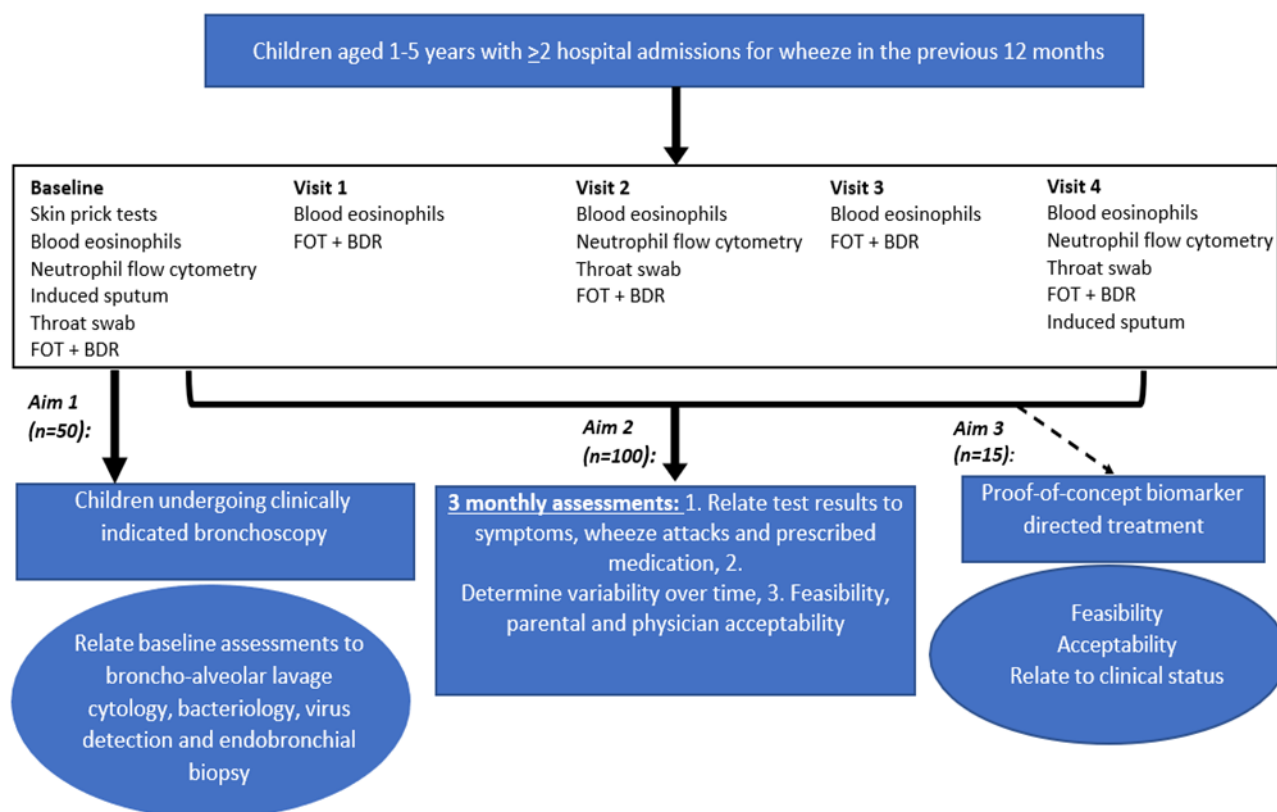 Children aged 1-5 years with ≥2 hospital admissions for wheeze in the previous 12 months
Baseline
Skin prick tests
Blood eosinophils
Neutrophil flow cytometry
Induced sputum
Throat swab
FOT + BDR
Visit 1
Blood eosinophils
FOT + BDR
Visit 2
Blood eosinophils
Neutrophil flow cytometry
Throat swab
FOT + BDR
Visit 3
Blood eosinophils
FOT + BDR
Visit 4
Blood eosinophils
Neutrophil flow cytometry
Throat swab
FOT + BDR
Induced sputum
Aim 1
(n=50):
Children undergoing clinically
indicated bronchoscopy
Relate baseline assessments to
broncho-alveolar lavage
cytology, bacteriology, virus
detection and endobronchial
biopsy
Aim 2
(n=100):
3 monthly assessments: 1. Relate test results to
symptoms, wheeze attacks and prescribed
medication, 2.
Determine variability over time, 3. Feasibility,
parental and physician acceptability
Aim 3
(n=15):
Proof-of-concept biomarker
directed treatment
Feasibility
Acceptability
Relate to clinical status